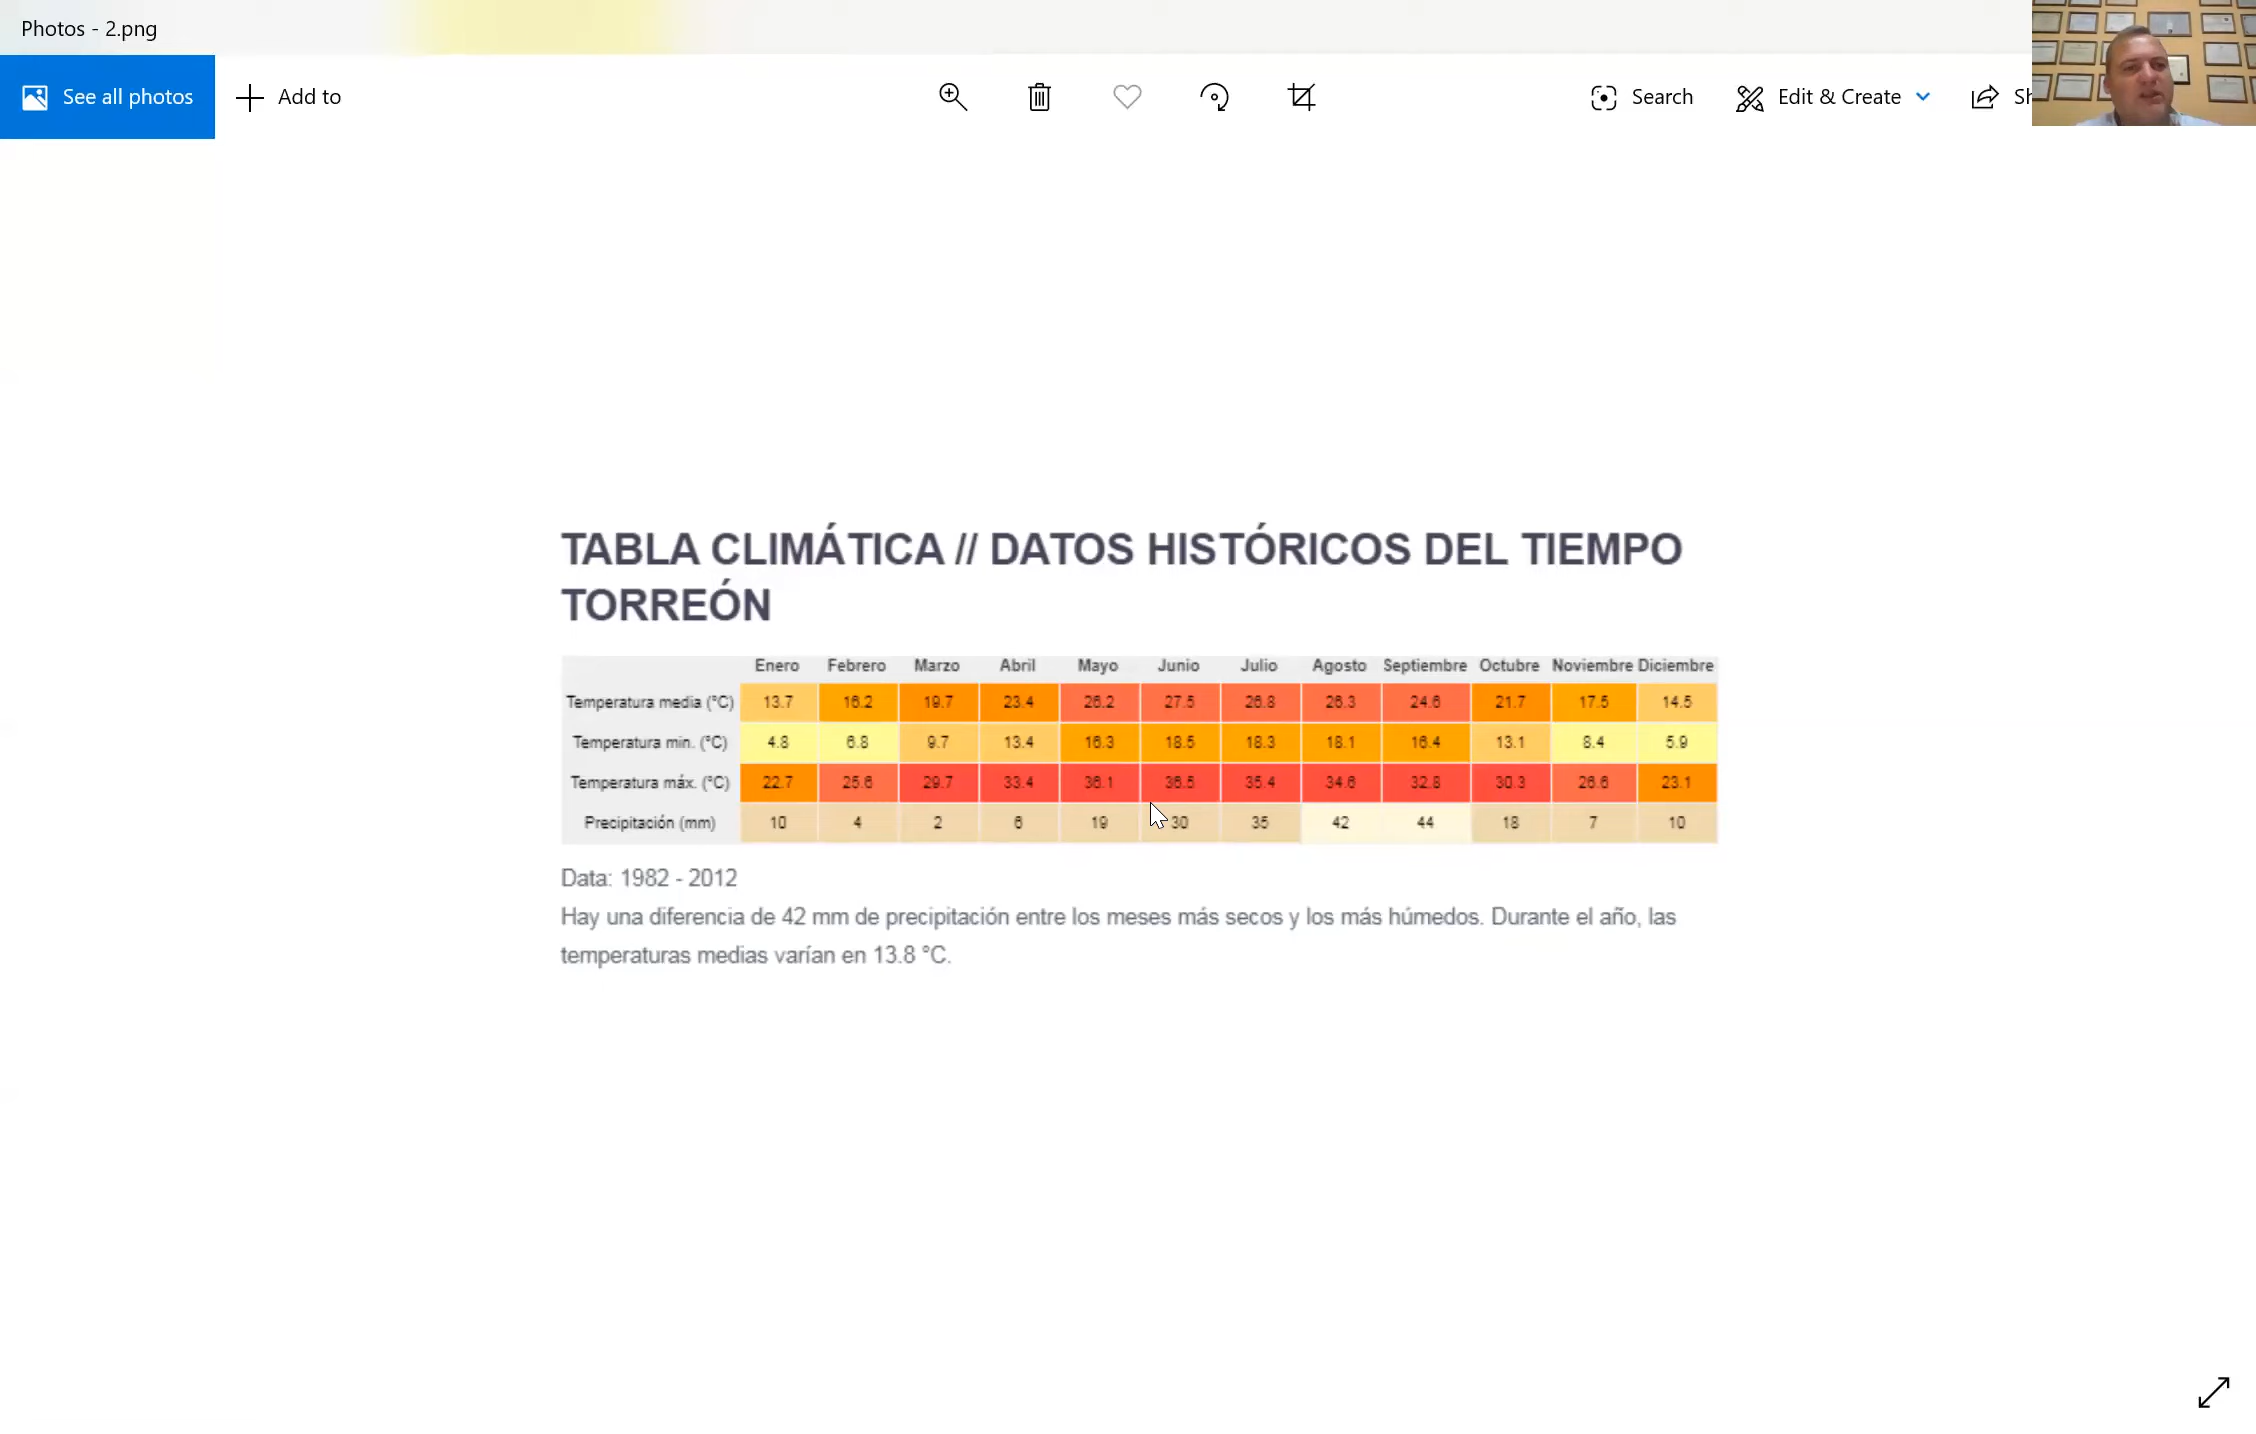 Photos - 2.png
See all photos Add to Search Edit & Create
TABLA CLIMÁTICA // DATOS HISTÓRICOS DEL TIEMPO
TORREÓN
Enero Febrero Marzo Abril Mayo Junio Julio Agosto Septiembre Octubre Noviembre Diciembre
Temperatura media (°C) 13.7 16.2 19.7 23.4 26.2 27.5 26.8 26.3 24.6 21.7 17.5 14.5
Temperatura min. (°C) 4.8 6.8 9.7 13.4 16.3 18.5 18.3 18.1 16.4 13.1 8.4 5.9
Temperatura máx. (°C) 22.7 25.6 29.7 33.4 36.1 36.5 35.4 34.6 32.8 30.3 26.6 23.1
Precipitación (mm) 10 4 2 6 19 30 35 42 44 18 7 10
Data: 1982 - 2012
Hay una diferencia de 42 mm de precipitación entre los meses más secos y los más húmedos. Durante el año, las
temperaturas medias varían en 13.8 °C.